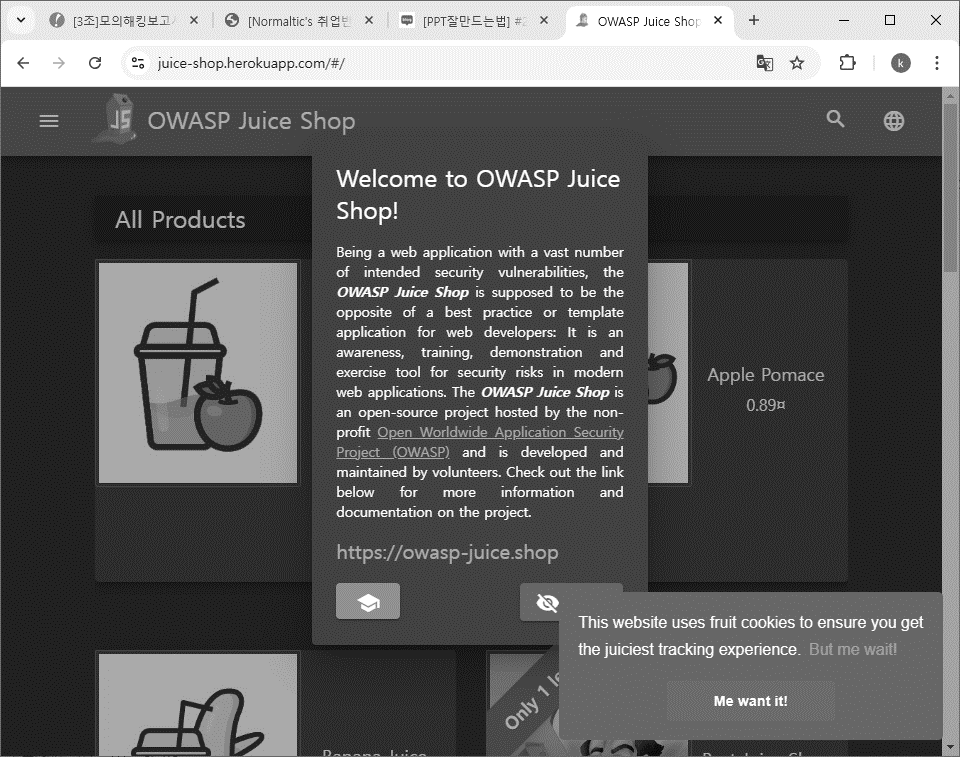 [3조]모의해킹보고서
[Normaltic's 취업반
[PPT잘만드는법] #2
OWASP Juice Shop
juice-shop.herokuapp.com/#/
k
OWASP Juice Shop
All Products
Welcome to OWASP Juice
Shop!
Being a web application with a vast number
of intended security vulnerabilities, the
OWASP Juice Shop is supposed to be the
opposite of a best practice or template
application for web developers: It is an
awareness, training, demonstration and
exercise tool for security risks in modern
web applications. The OWASP Juice Shop is
an open-source project hosted by the non-
profit Open Worldwide Application Security
Project (OWASP) and is developed and
maintained by volunteers. Check out the link
below for more information and
documentation on the project.
https://owasp-juice.shop
Apple Pomace
0.89¤
This website uses fruit cookies to ensure you get
the juiciest tracking experience. But me wait!
Me want it!
Only 1 le
Banana Juice